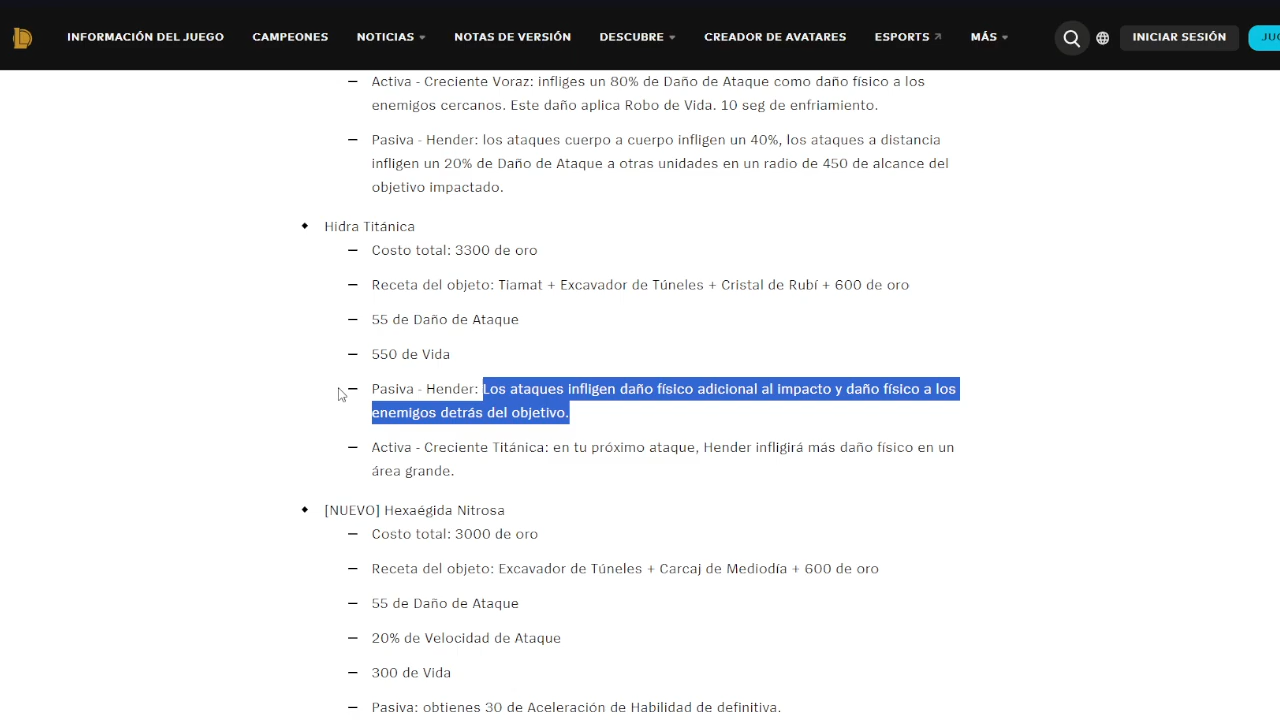 INFORMACIÓN DEL JUEGO CAMPEONES NOTICIAS NOTAS DE VERSIÓN DESCUBRE CREADOR DE AVATARES ESPORTS MÁS INICIAR SESIÓN
Activa - Creciente Voraz: infliges un 80% de Daño de Ataque como daño físico a los
enemigos cercanos. Este daño aplica Robo de Vida. 10 seg de enfriamiento.
Pasiva - Hender: los ataques cuerpo a cuerpo infligen un 40%, los ataques a distancia
infligen un 20% de Daño de Ataque a otras unidades en un radio de 450 de alcance del
objetivo impactado.
Hidra Titánica
Costo total: 3300 de oro
Receta del objeto: Tiamat + Excavador de Túneles + Cristal de Rubí + 600 de oro
55 de Daño de Ataque
550 de Vida
Pasiva - Hender: Los ataques infligen daño físico adicional al impacto y daño físico a los
enemigos detrás del objetivo.
Activa - Creciente Titánica: en tu próximo ataque, Hender infligirá más daño físico en un
área grande.
[NUEVO] Hexaégida Nitrosa
Costo total: 3000 de oro
Receta del objeto: Excavador de Túneles + Carcaj de Mediodía + 600 de oro
55 de Daño de Ataque
20% de Velocidad de Ataque
300 de Vida
Pasiva: obtienes 30 de Aceleración de Habilidad de definitiva.